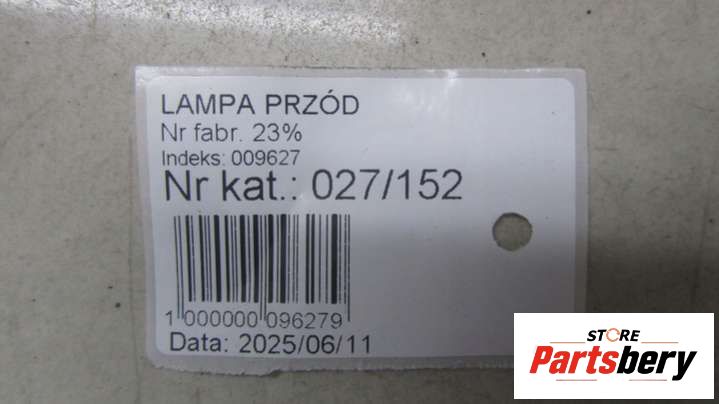 LAMPA PRZÓD
Nr fabr. 23%
Indeks: 009627
Nr kat.: 027/152
1 000000 096279
Data: 2025/06/11
STORE
Partsbery